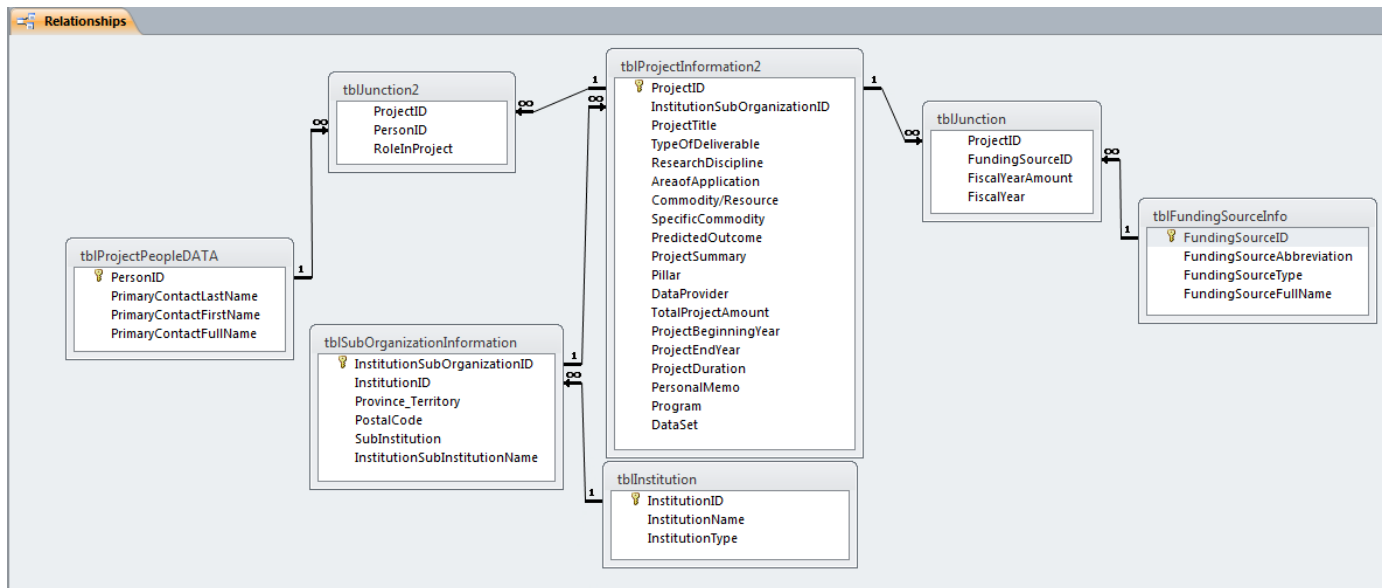 Relationships
tblJunction2
ProjectID
PersonID
RoleInProject
tblProjectInformation2
ProjectID
InstitutionSubOrganizationID
ProjectTitle
TypeOfDeliverable
ResearchDiscipline
AreaofApplication
Commodity/Resource
SpecificCommodity
PredictedOutcome
ProjectSummary
Pillar
DataProvider
TotalProjectAmount
ProjectBeginningYear
ProjectEndYear
ProjectDuration
PersonalMemo
Program
DataSet
tblJunction
ProjectID
FundingSourceID
FiscalYearAmount
FiscalYear
tblFundingSourceInfo
FundingSourceID
FundingSourceAbbreviation
FundingSourceType
FundingSourceFullName
tblProjectPeopleDATA
PersonID
PrimaryContactLastName
PrimaryContactFirstName
PrimaryContactFullName
tblSubOrganizationInformation
InstitutionSubOrganizationID
InstitutionID
Province_Territory
PostalCode
SubInstitution
InstitutionSubInstitutionName
tblInstitution
InstitutionID
InstitutionName
InstitutionType
1
∞
1
∞
1
∞
1
∞
1
∞
1
∞